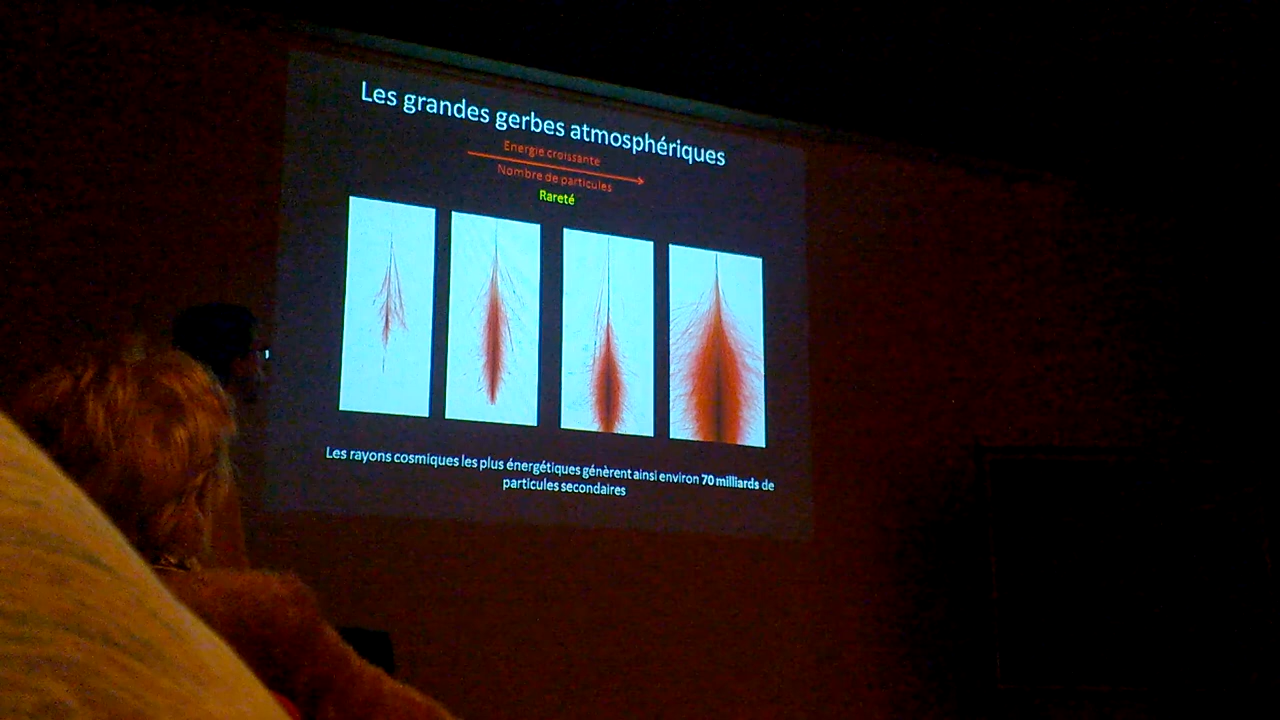 Les grandes gerbes atmosphériques
Energie croissante
Nombre de particules
Rareté
Les rayons cosmiques les plus énergétiques génèrent ainsi environ 70 milliards de
particules secondaires